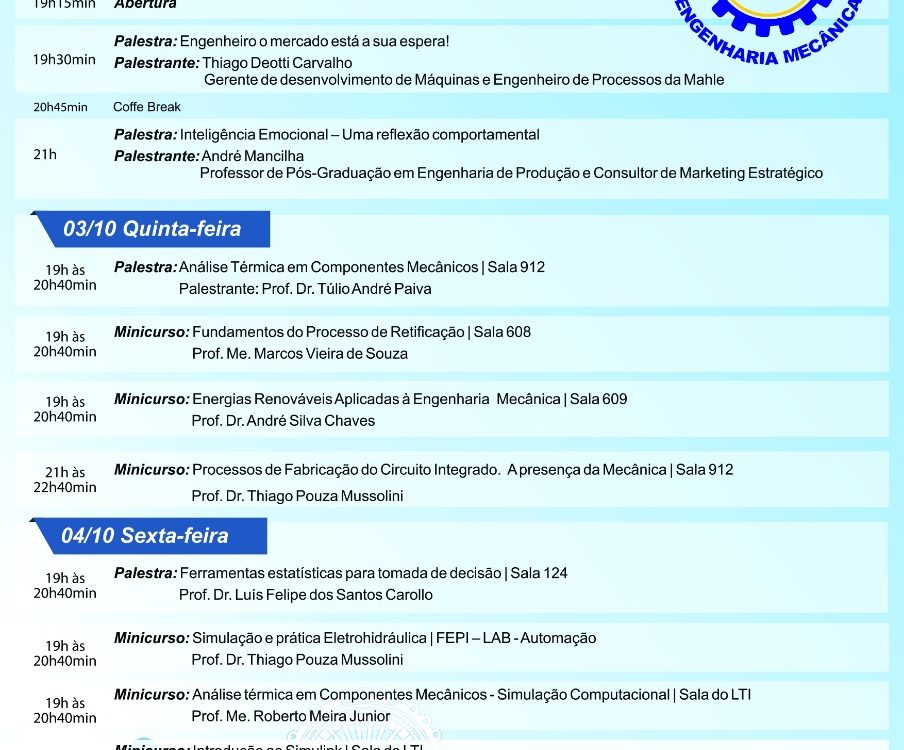 19h15min Abertura
ENGENHARIA MECÂNICA
Palestra: Engenheiro o mercado está a sua espera!
19h30min
Palestrante: Thiago Deotti Carvalho
Gerente de desenvolvimento de Máquinas e Engenheiro de Processos da Mahle
20h45min Coffe Break
Palestra: Inteligência Emocional – Uma reflexão comportamental
21h
Palestrante: André Mancilha
Professor de Pós-Graduação em Engenharia de Produção e Consultor de Marketing Estratégico
03/10 Quinta-feira
19h às
20h40min
Palestra: Análise Térmica em Componentes Mecânicos | Sala 912
Palestrante: Prof. Dr. Túlio André Paiva
19h às
20h40min
Minicurso: Fundamentos do Processo de Retificação | Sala 608
Prof. Me. Marcos Vieira de Souza
19h às
20h40min
Minicurso: Energias Renováveis Aplicadas à Engenharia Mecânica | Sala 609
Prof. Dr. André Silva Chaves
21h às
22h40min
Minicurso: Processos de Fabricação do Circuito Integrado. A presença da Mecânica | Sala 912
Prof. Dr. Thiago Pouza Mussolini
04/10 Sexta-feira
19h às
20h40min
Palestra: Ferramentas estatísticas para tomada de decisão | Sala 124
Prof. Dr. Luís Felipe dos Santos Carollo
19h às
20h40min
Minicurso: Simulação e prática Eletrohidráulica | FEPI – LAB - Automação
Prof. Dr. Thiago Pouza Mussolini
19h às
20h40min
Minicurso: Análise térmica em Componentes Mecânicos - Simulação Computacional | Sala do LTI
Prof. Me. Roberto Meira Junior
Minicurso: Introdução ao Simulink | Sala do LTI